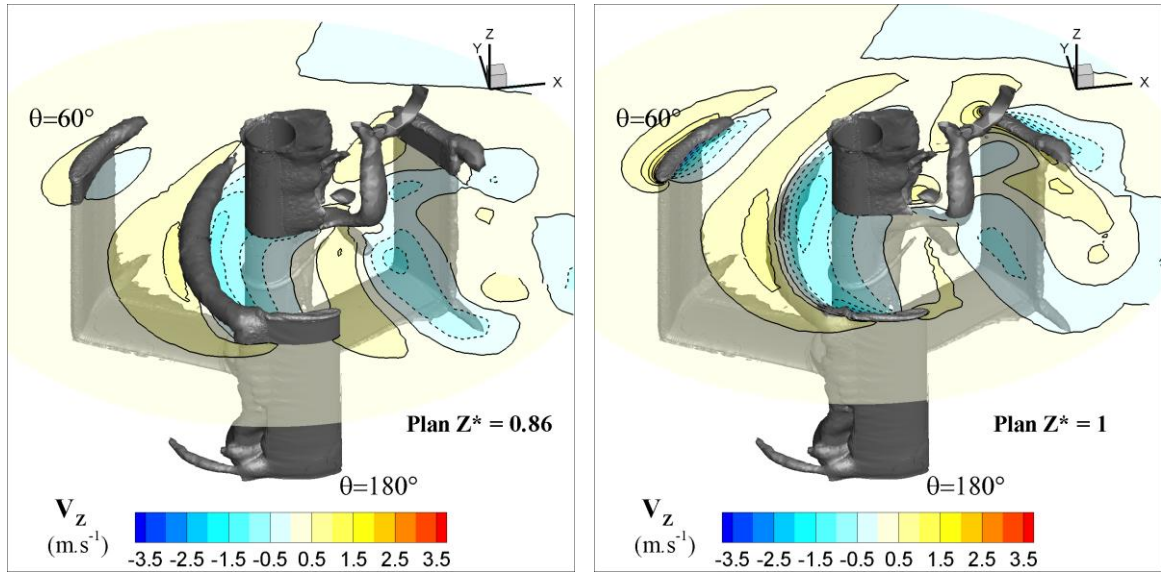 Z
Y
X
θ=60°
Plan Z* = 0.86
θ=180°
V_Z
(m.s⁻¹)
-3.5 -2.5 -1.5 -0.5 0.5 1.5 2.5 3.5
Z
Y
X
θ=60°
Plan Z* = 1
θ=180°
V_Z
(m.s⁻¹)
-3.5 -2.5 -1.5 -0.5 0.5 1.5 2.5 3.5